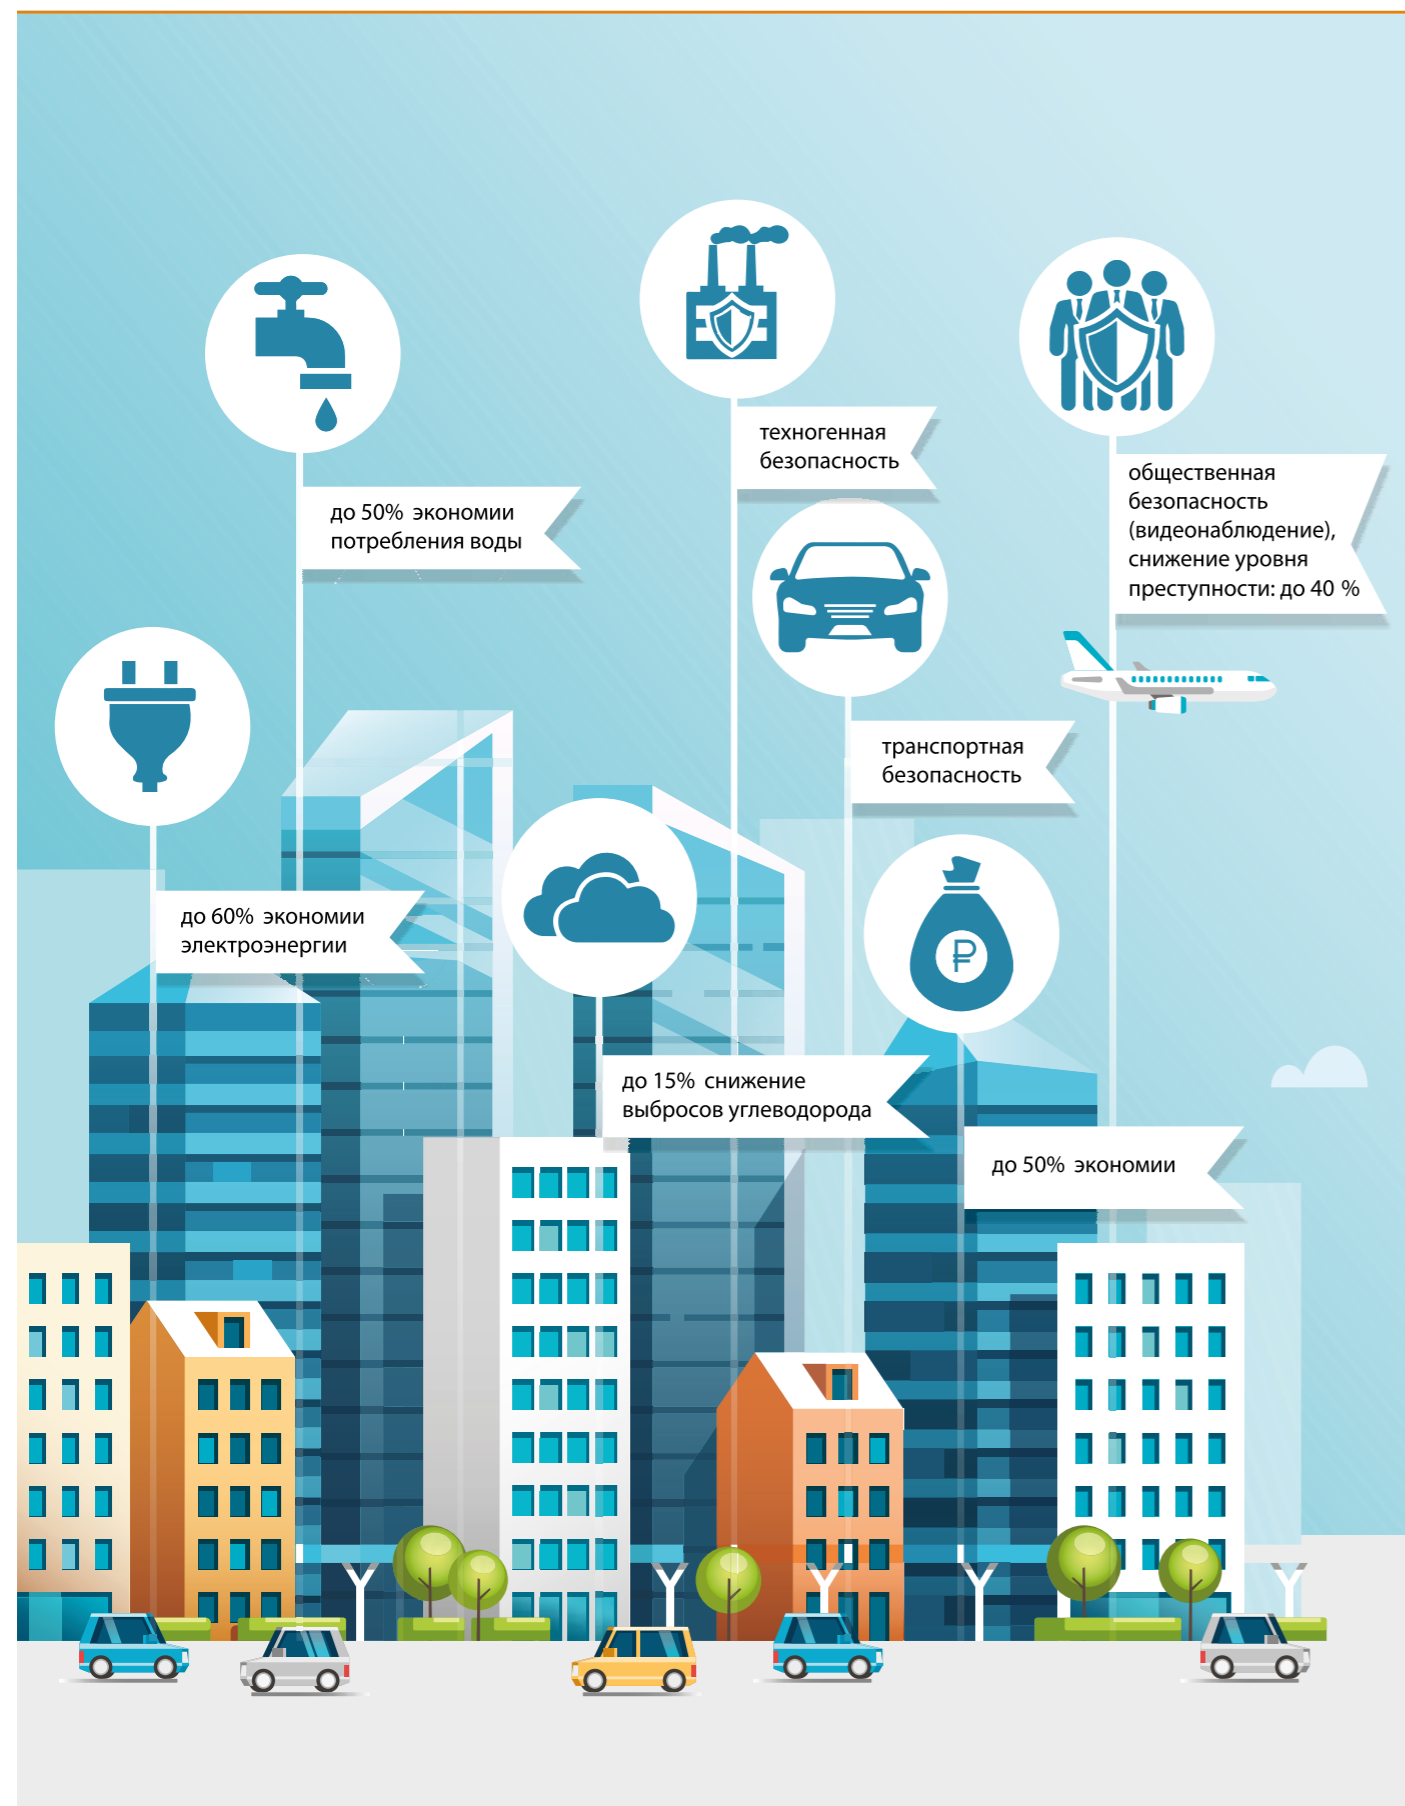 техногенная
безопасность
общественная
безопасность
(видеонаблюдение),
снижение уровня
преступности: до 40 %
до 50% экономии
потребления воды
транспортная
безопасность
до 60% экономии
электроэнергии
до 15% снижение
выбросов углеводорода
до 50% экономии